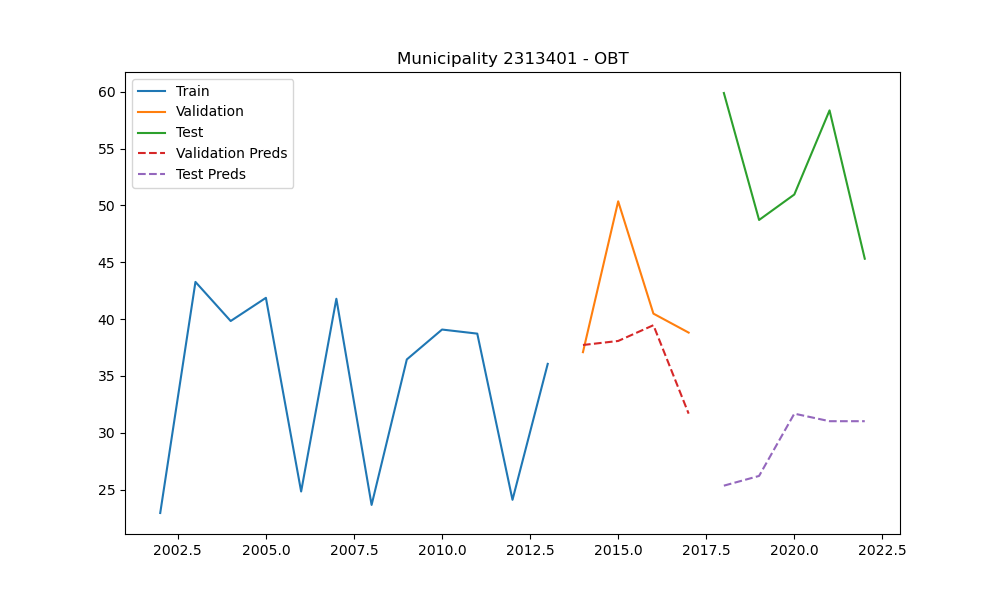 Municipality 2313401 - OBT
Train
Validation
Test
Validation Preds
Test Preds
60
55
50
45
40
35
30
25
2002.5 2005.0 2007.5 2010.0 2012.5 2015.0 2017.5 2020.0 2022.5